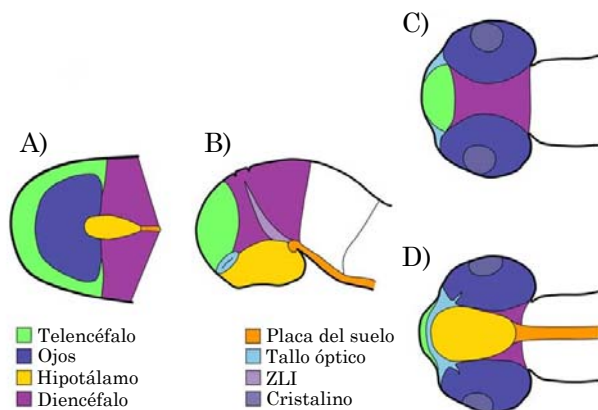 C)
A)
B)
D)
Telencéfalo
Ojos
Hipotálamo
Diencéfalo
Placa del suelo
Tallo óptico
ZLI
Cristalino